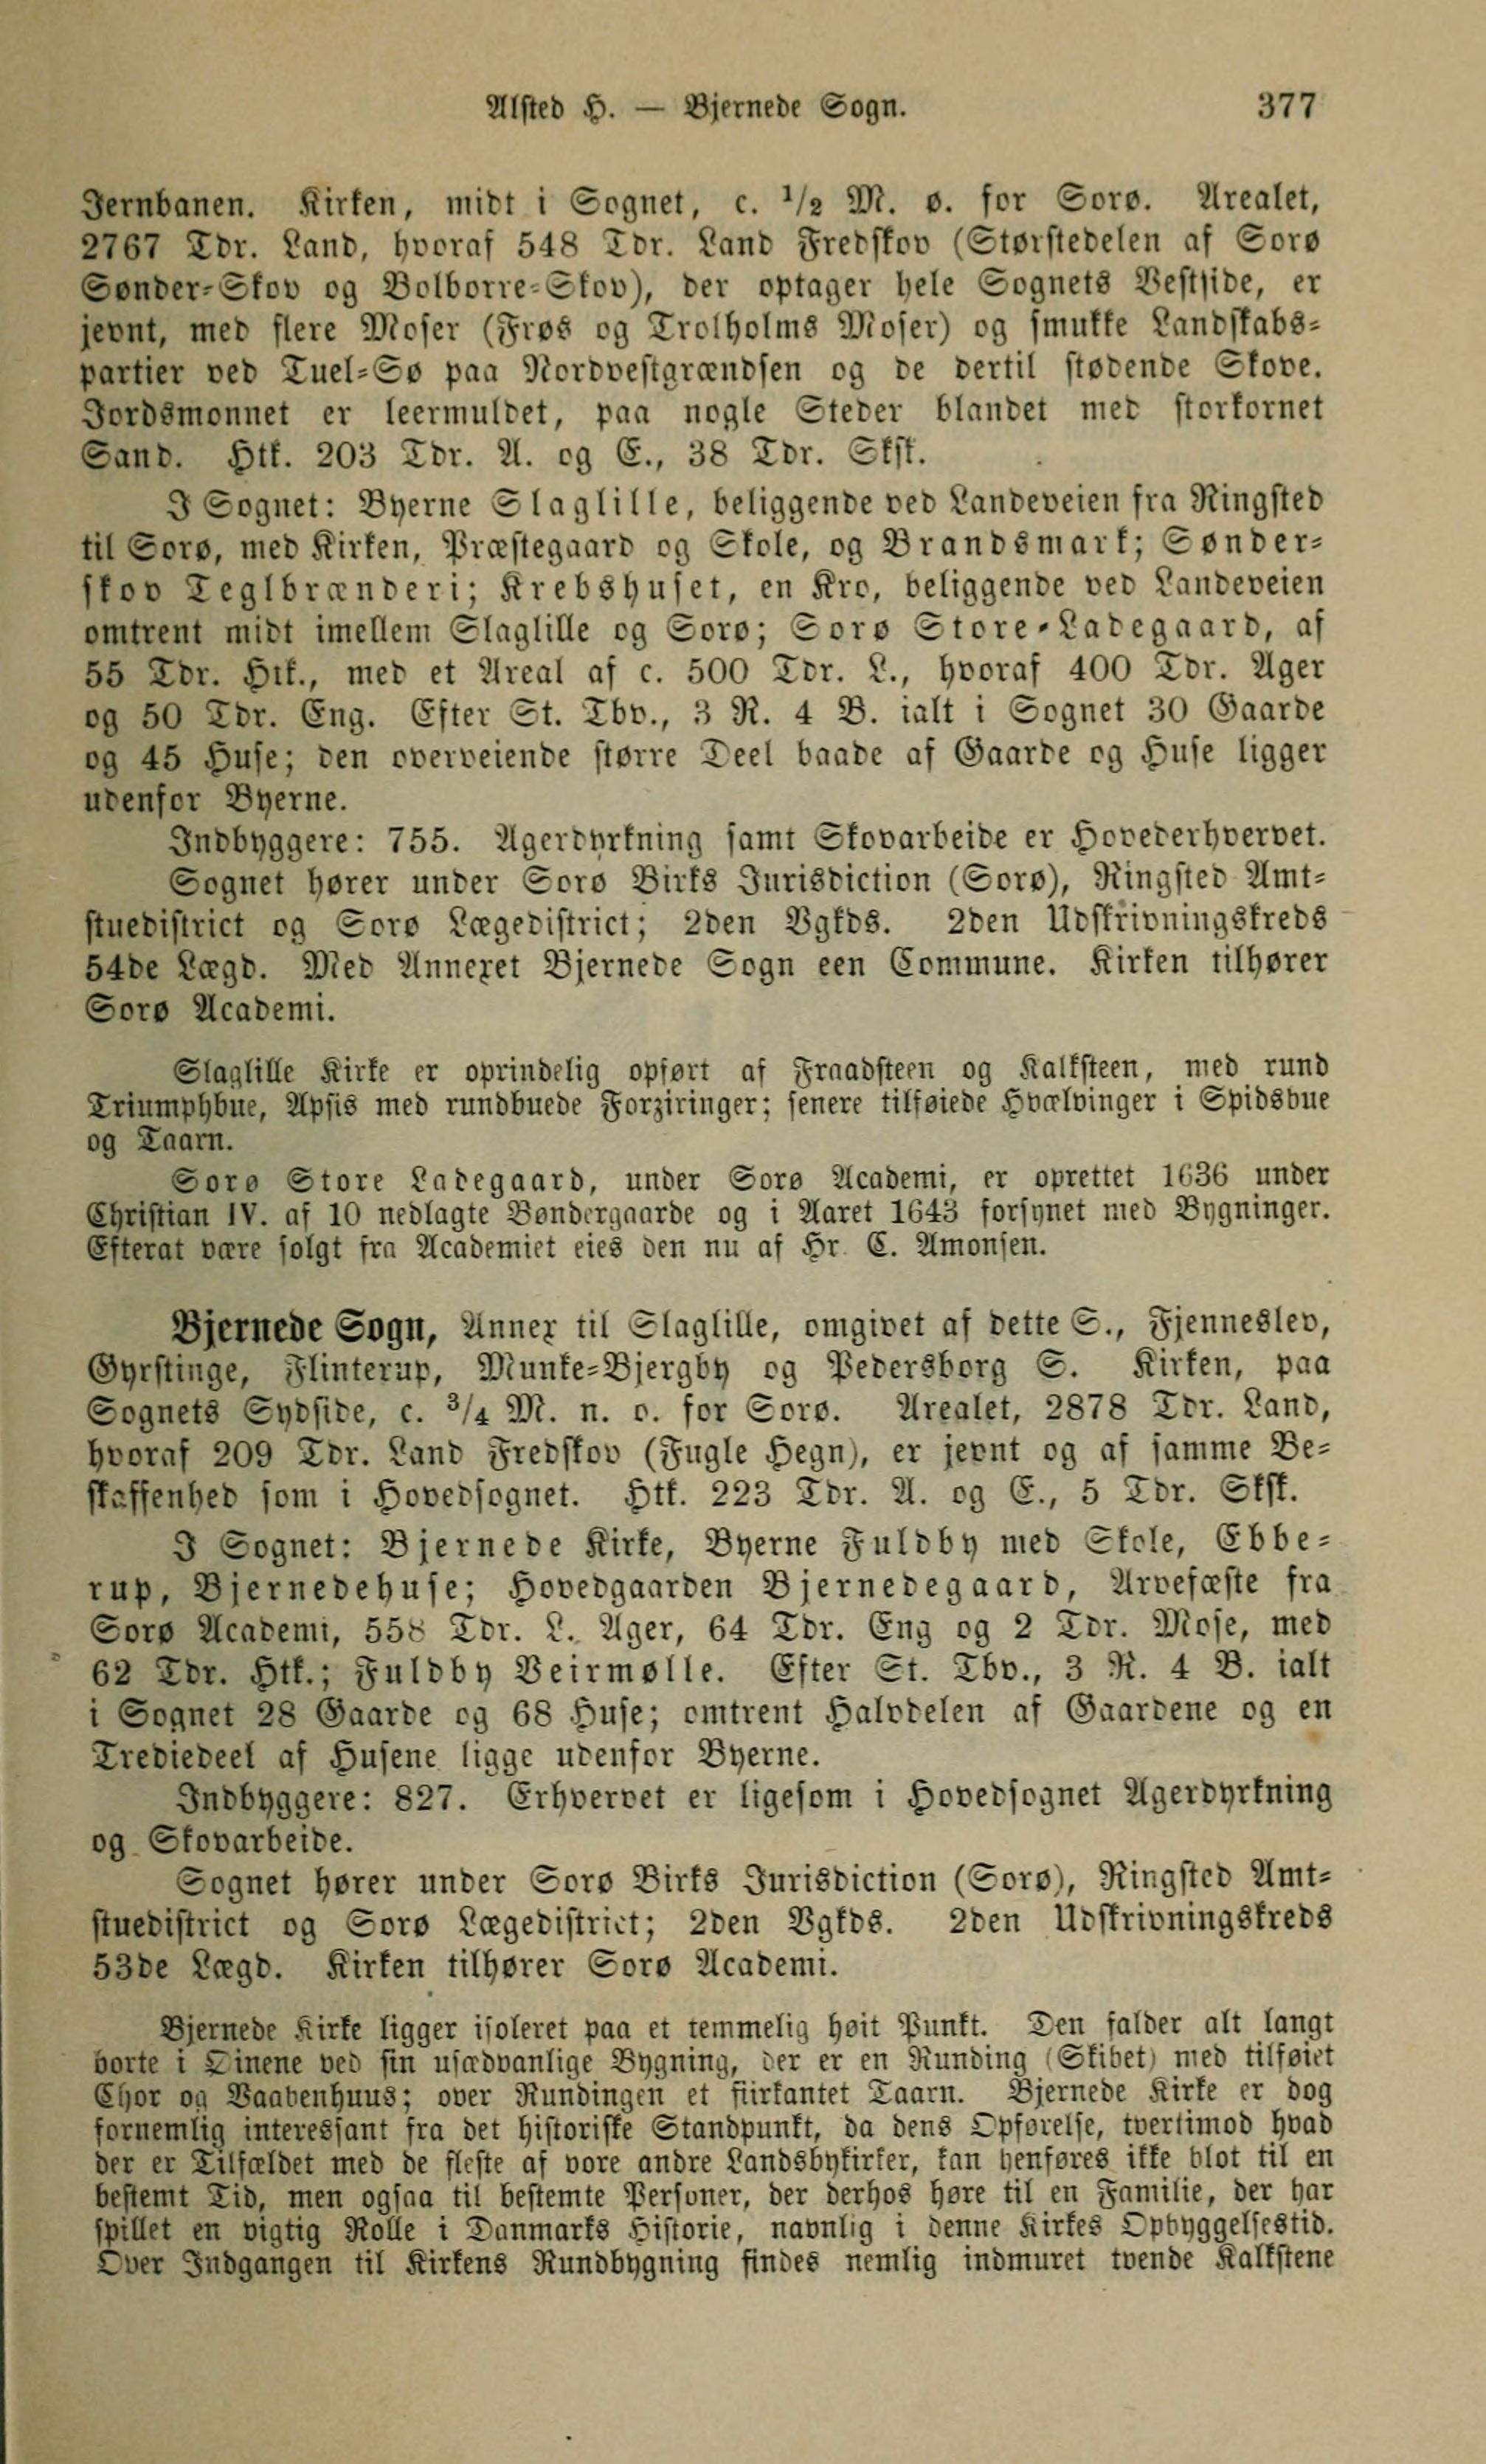 Alsted H. — Bjernede Sogn. 377
Jernbanen. Kirken, midt i Sognet, c. 1/2 M. ø. for Sorø. Arealet,
2767 Tdr. Land, hvoraf 548 Tdr. Land Fredskov (Størstedelen af Sorø
Sønder-Skov og Bolborre-Skov), der optager hele Sognets Vestside, er
jevnt, med flere Moser (Frøs og Trolholms Moser) og smukke Landskabs-
partier ved Tuel-Sø paa Nordvestgrændsen og de dertil stødende Skove.
Jordsmonnet er leermuldet, paa nogle Steder blandet med storkornet
Sand. Htk. 203 Tdr. A. og E., 38 Tdr. Sksk.
I Sognet: Byerne Slaglille, beliggende ved Landeveien fra Ringsted
til Sorø, med Kirken, Præstegaard og Skole, og Brandsmark; Sønder-
skov Teglbrænderi; Krebshuset, en Kro, beliggende ved Landeveien
omtrent midt imellem Slaglille og Sorø; Sorø Store-Ladegaard, af
55 Tdr. Htk., med et Areal af c. 500 Tdr. L., hvoraf 400 Tdr. Ager
og 50 Tdr. Eng. Efter St. Tbv., 3 R. 4 B. ialt i Sognet 30 Gaarde
og 45 Huse; den overveiende større Deel baade af Gaarde og Huse ligger
udenfor Byerne.
Indbyggere: 755. Agerdyrkning samt Skovarbeide er Hovederhvervet.
Sognet hører under Sorø Birks Jurisdiction (Sorø), Ringsted Amt-
stuedistrict og Sorø Lægedistrict; 2den Vgkds. 2den Udskrivningskreds
54de Lægd. Med Annexet Bjernede Sogn een Commune. Kirken tilhører
Sorø Academi.
Slaglille Kirke er oprindelig opført af Fraadsteen og Kalksteen, med rund
Triumphbue, Apsis med rundbuede Forziringer; senere tilføiede Hvælvinger i Spidsbue
og Taarn.
Sorø Store Ladegaard, under Sorø Academi, er oprettet 1636 under
Christian IV. af 10 nedlagte Bøndergaarde og i Aaret 1643 forsynet med Bygninger.
Efterat være solgt fra Academiet eies den nu af Hr. C. Amonsen.
Bjernede Sogn, Annex til Slaglille, omgivet af dette S., Fjenneslev,
Gyrstinge, Flinterup, Munke-Bjergby og Pedersborg S. Kirken, paa
Sognets Sydside, c. 3/4 M. n. o. for Sorø. Arealet, 2878 Tdr. Land,
hvoraf 209 Tdr. Land Fredskov (Fugle Hegn), er jevnt og af samme Be-
skaffenhed som i Hovedsognet. Htk. 223 Tdr. A. og E., 5 Tdr. Skst.
I Sognet: Bjernede Kirke, Byerne Fuldby med Skole, Ebbe-
rup, Bjernedehuse; Hovedgaarden Bjernedegaard, Arvefæste fra
Sorø Academi, 558 Tdr. L. Ager, 64 Tdr. Eng og 2 Tdr. Mose, med
62 Tdr. Htk.; Fuldby Veirmølle. Efter St. Tbv., 3 R. 4 B. ialt
i Sognet 28 Gaarde og 68 Huse; omtrent Halvdelen af Gaardene og en
Trediedeel af Husene ligge udenfor Byerne.
Indbyggere: 827. Erhvervet er ligesom i Hovedsognet Agerdyrkning
og Skovarbeide.
Sognet hører under Sorø Birks Jurisdiction (Sorø), Ringsted Amt-
stuedistrict og Sorø Lægedistrict; 2den Vgkds. 2den Udskrivningskreds
53de Lægd. Kirken tilhører Sorø Academi.
Bjernede Kirke ligger isoleret paa et temmelig høit Punkt. Den falder alt langt
borte i Øinene ved sin usædvanlige Bygning, der er en Runding (Skibet) med tilføiet
Chor og Vaabenhuus; over Rundingen et fiirkantet Taarn. Bjernede Kirke er dog
fornemlig interessant fra det historiske Standpunkt, da dens Opførelse, tvertimod hvad
der er Tilfældet med de fleste af vore andre Landsbykirker, kan henføres ikke blot til en
bestemt Tid, men ogsaa til bestemte Personer, der derhos høre til en Familie, der har
spillet en vigtig Rolle i Danmarks Historie, navnlig i denne Kirkes Opbyggelsestid.
Over Indgangen til Kirkens Rundbygning findes nemlig indmuret tvende Kalkstene